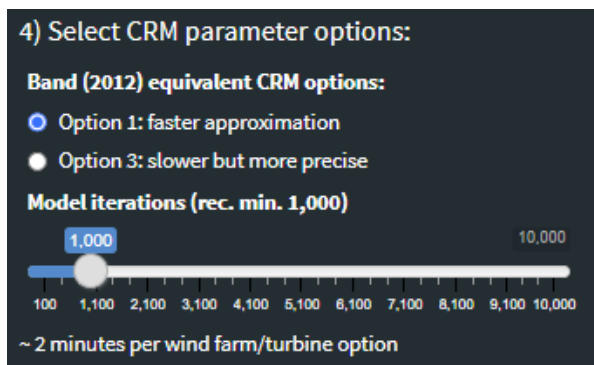 4) Select CRM parameter options:
Band (2012) equivalent CRM options:
Option 1: faster approximation
Option 3: slower but more precise
Model iterations (rec. min. 1,000)
1,000
10,000
100 1,100 2,100 3,100 4,100 5,100 6,100 7,100 8,100 9,100 10,000
~ 2 minutes per wind farm/turbine option